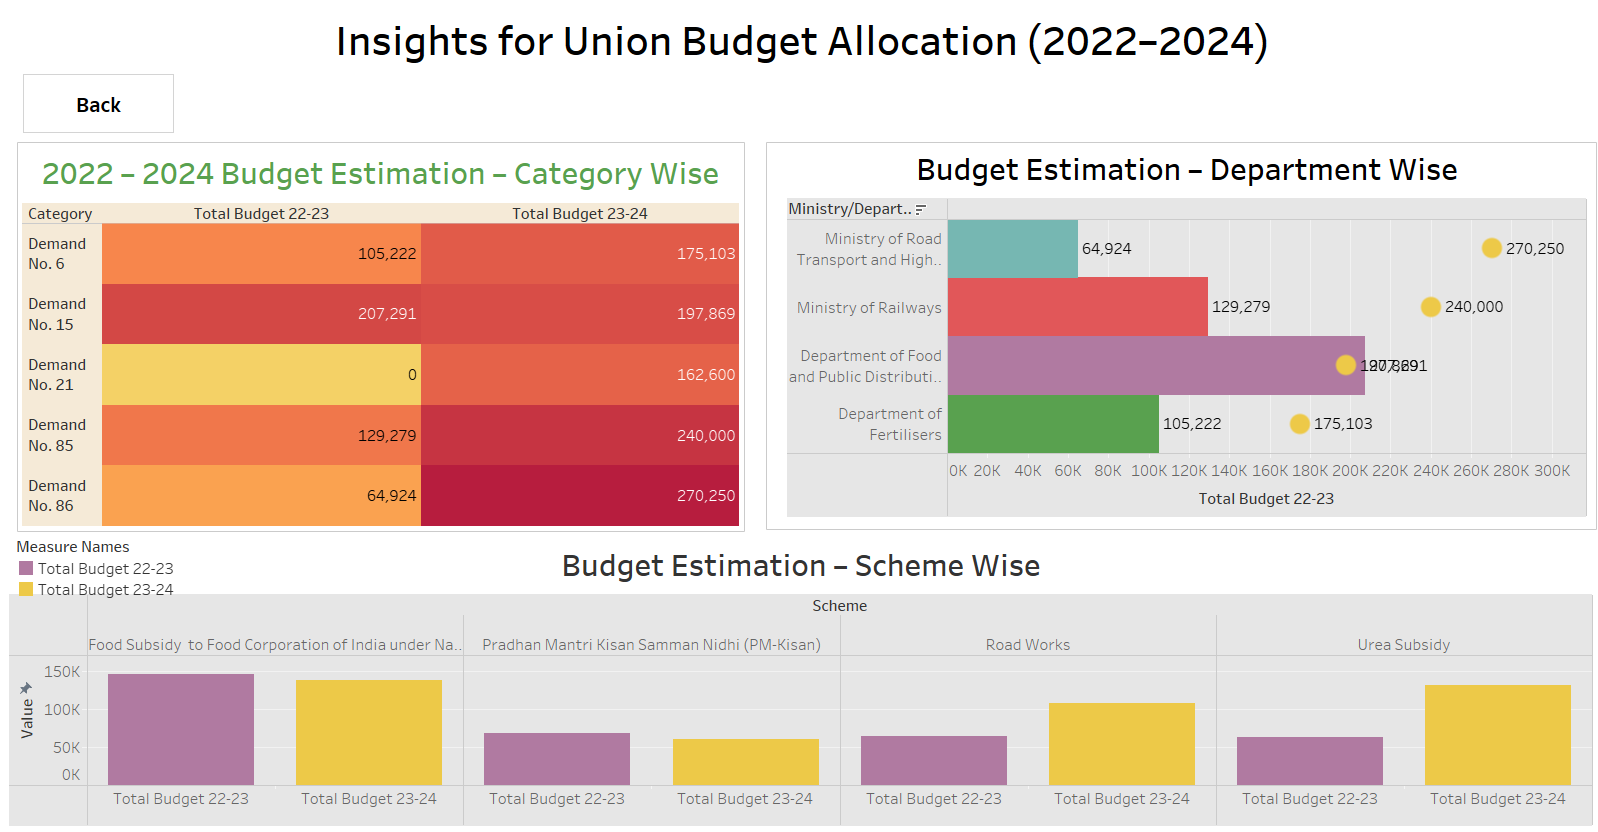 Insights for Union Budget Allocation (2022–2024)
Back
2022 – 2024 Budget Estimation – Category Wise
Category Total Budget 22-23 Total Budget 23-24
Demand No. 6 105,222 175,103
Demand No. 15 207,291 197,869
Demand No. 21 0 162,600
Demand No. 85 129,279 240,000
Demand No. 86 64,924 270,250
Budget Estimation – Department Wise
Ministry/Depart..
Ministry of Road
Transport and High..
64,924 270,250
Ministry of Railways 129,279 240,000
Department of Food
and Public Distributi..
Department of
Fertilisers
105,222 175,103
0K 20K 40K 60K 80K 100K 120K 140K 160K 180K 200K 220K 240K 260K 280K 300K
Total Budget 22-23
Measure Names
Total Budget 22-23
Total Budget 23-24
Budget Estimation – Scheme Wise
Scheme
Food Subsidy to Food Corporation of India under Na.. Pradhan Mantri Kisan Samman Nidhi (PM-Kisan) Road Works Urea Subsidy
Value
150K
100K
50K
0K
Total Budget 22-23 Total Budget 23-24 Total Budget 22-23 Total Budget 23-24 Total Budget 22-23 Total Budget 23-24 Total Budget 22-23 Total Budget 23-24